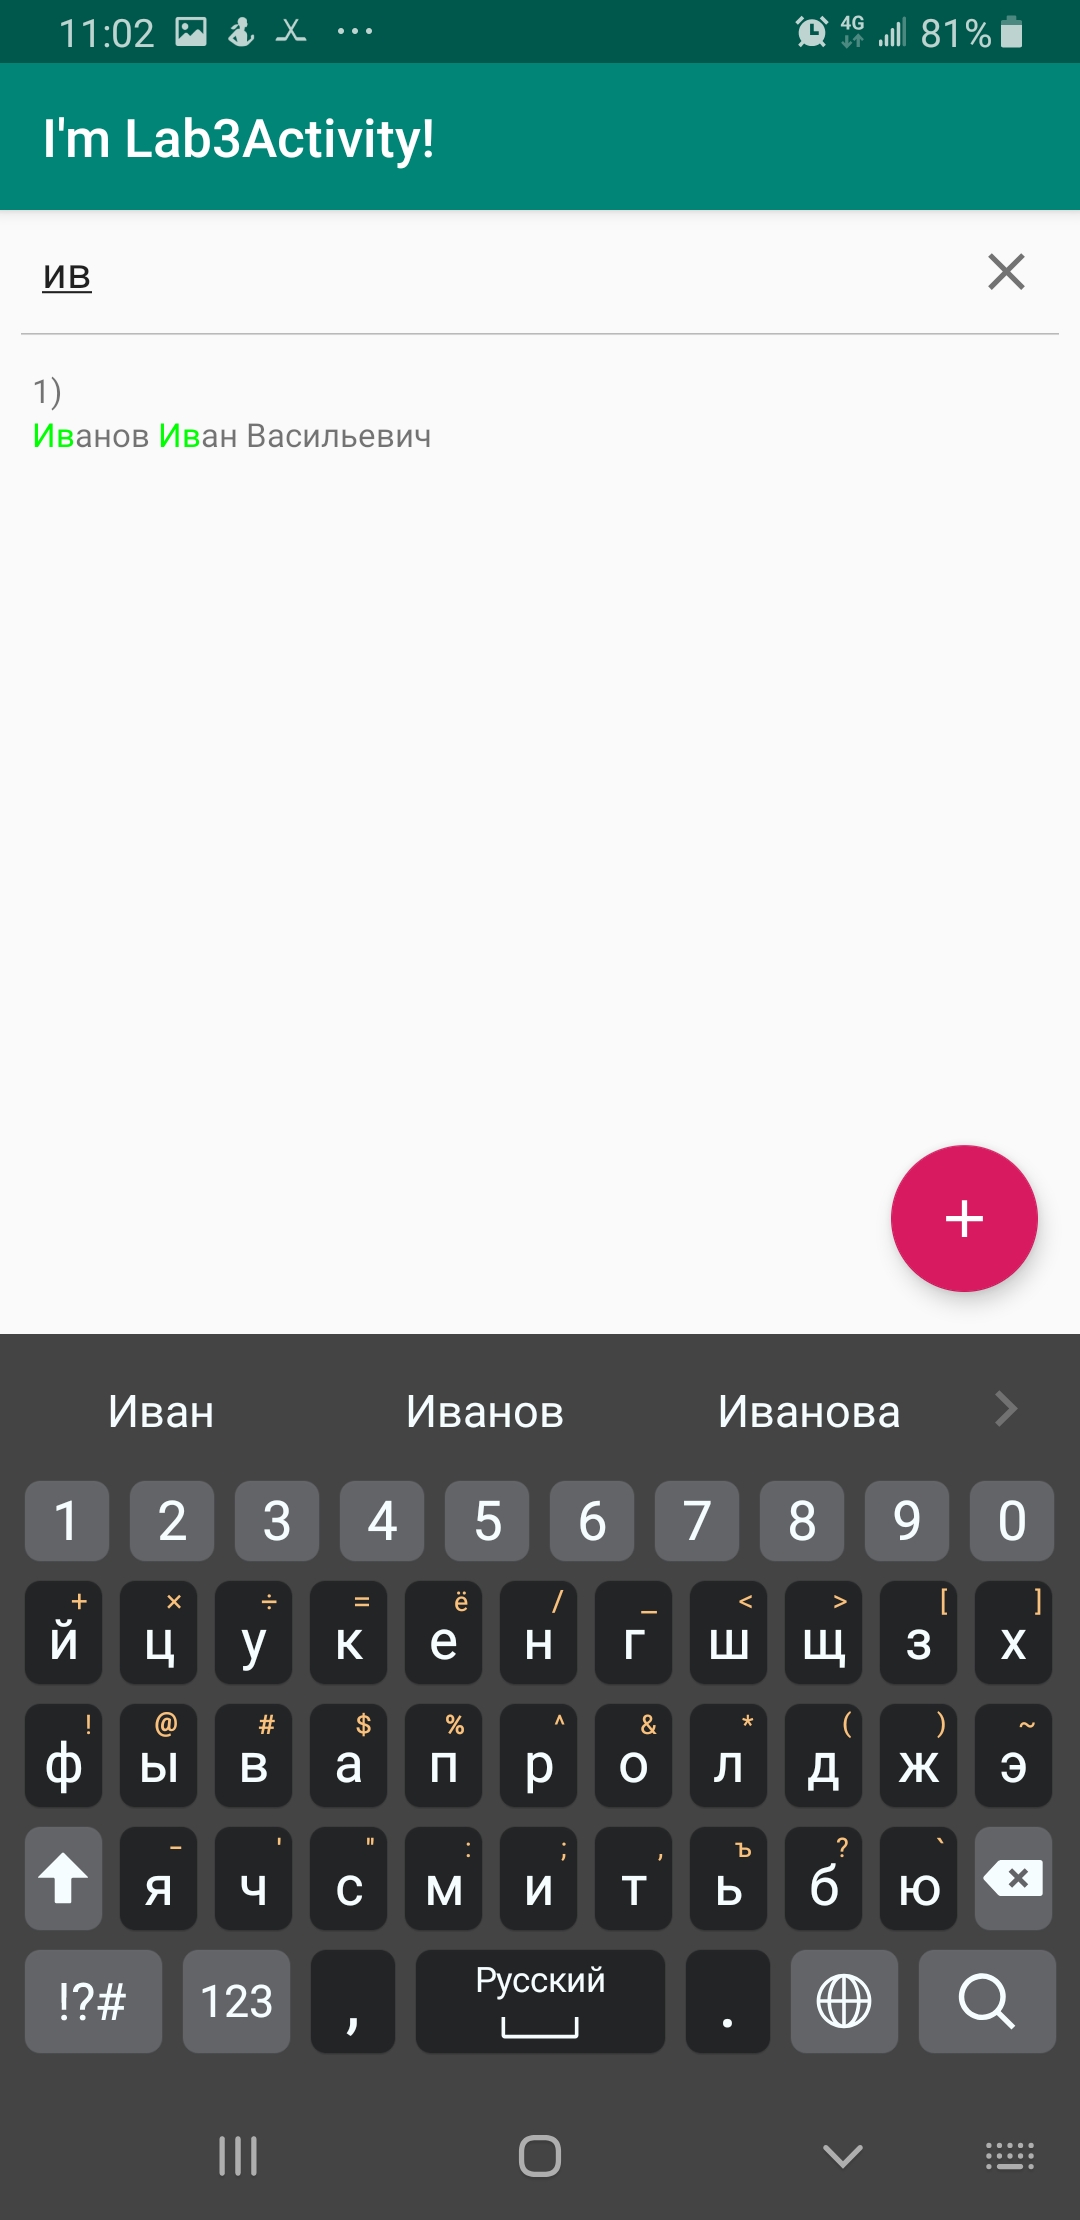 11:02 4G 81%
I'm Lab3Activity!
ив
1)
Иванов Иван Васильевич
+
Иван Иванов Иванова
1 2 3 4 5 6 7 8 9 0
+ × ÷ = ё / _ < > [ ]
й ц у к е н г ш щ з х
! @ # $ % ^ & * ( ) ~
ф ы в а п р о л д ж э
- ' " : ; , ъ ? `
я ч с м и т ь б ю
!?# 123 , Русский .